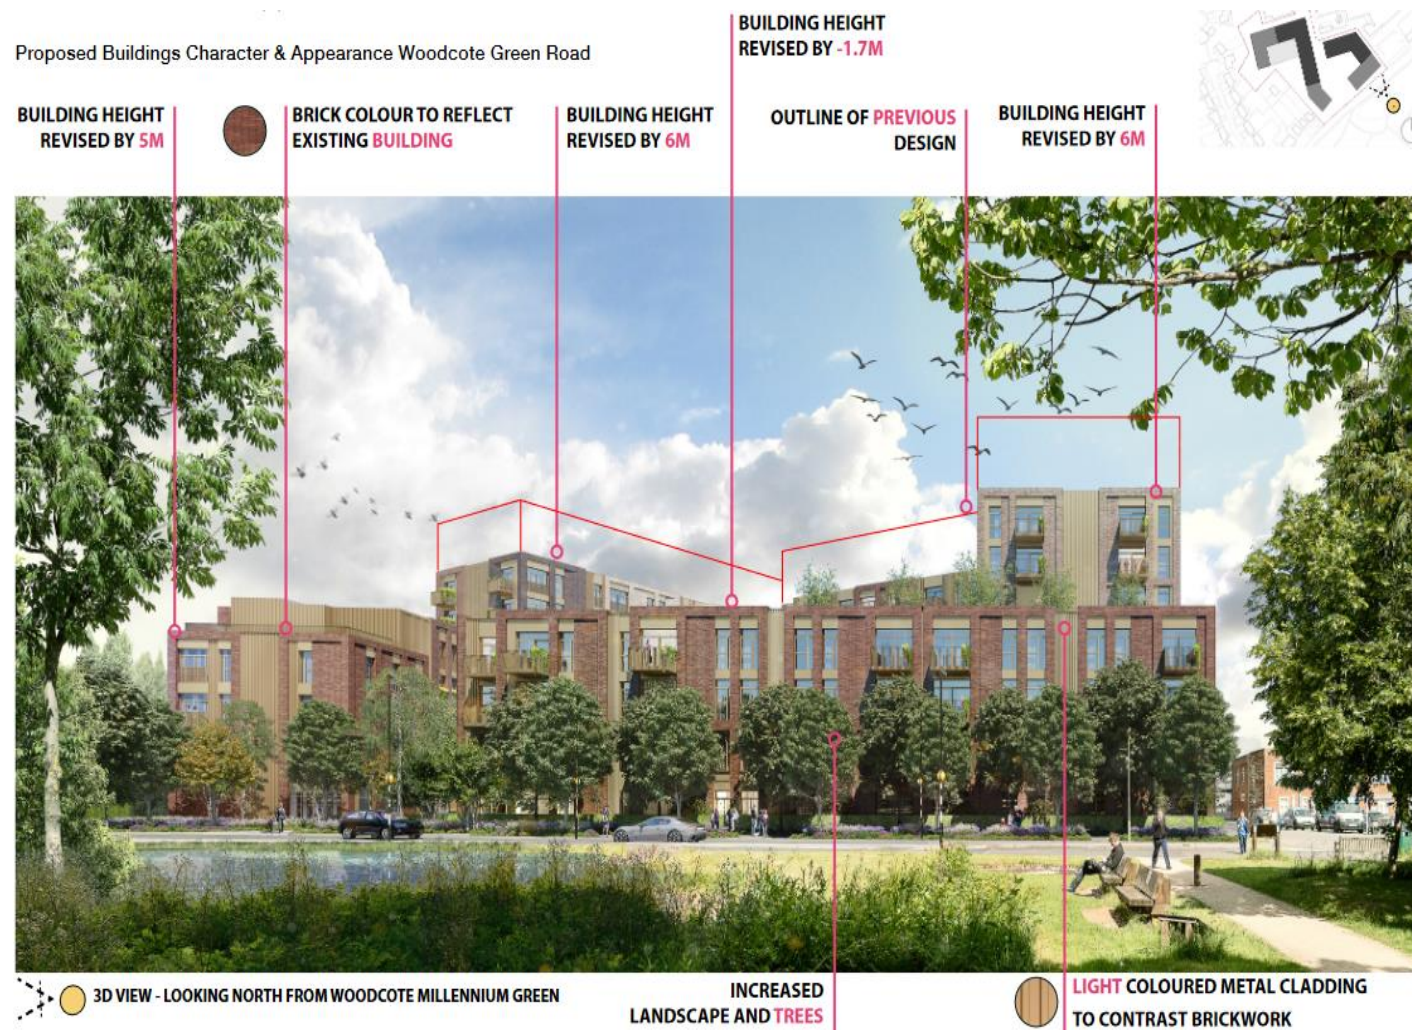 Proposed Buildings Character & Appearance Woodcote Green Road
BUILDING HEIGHT
REVISED BY 5M
BRICK COLOUR TO REFLECT
EXISTING BUILDING
BUILDING HEIGHT
REVISED BY 6M
BUILDING HEIGHT
REVISED BY -1.7M
OUTLINE OF PREVIOUS
DESIGN
BUILDING HEIGHT
REVISED BY 6M
3D VIEW - LOOKING NORTH FROM WOODCOTE MILLENNIUM GREEN
INCREASED
LANDSCAPE AND TREES
LIGHT COLOURED METAL CLADDING
TO CONTRAST BRICKWORK